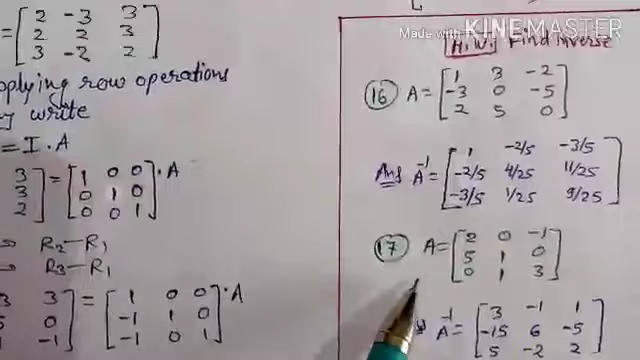 = [ 2 -3 3
2 2 3
3 -2 2 ]
pplying row operations
write
= I . A
3 ] = [ 1 0 0 ] . A
3 0 1 0
2 0 0 1
R2-R1
R3-R1
3 3 ] = [ 1 0 0 ] . A
5 0 -1 1 0
1 -1 -1 0 1
Made with KINEMASTER
H.W. Find inverse
16 A = [ 1 3 -2
-3 0 -5
2 5 0 ]
Ans A⁻¹ = [ 1 -2/5 -3/5
-2/5 4/25 11/25
-3/5 1/25 9/25 ]
17 A = [ 2 0 -1
5 1 0
0 1 3 ]
A⁻¹ = [ 3 -1 1
-15 6 -5
5 -2 2 ]